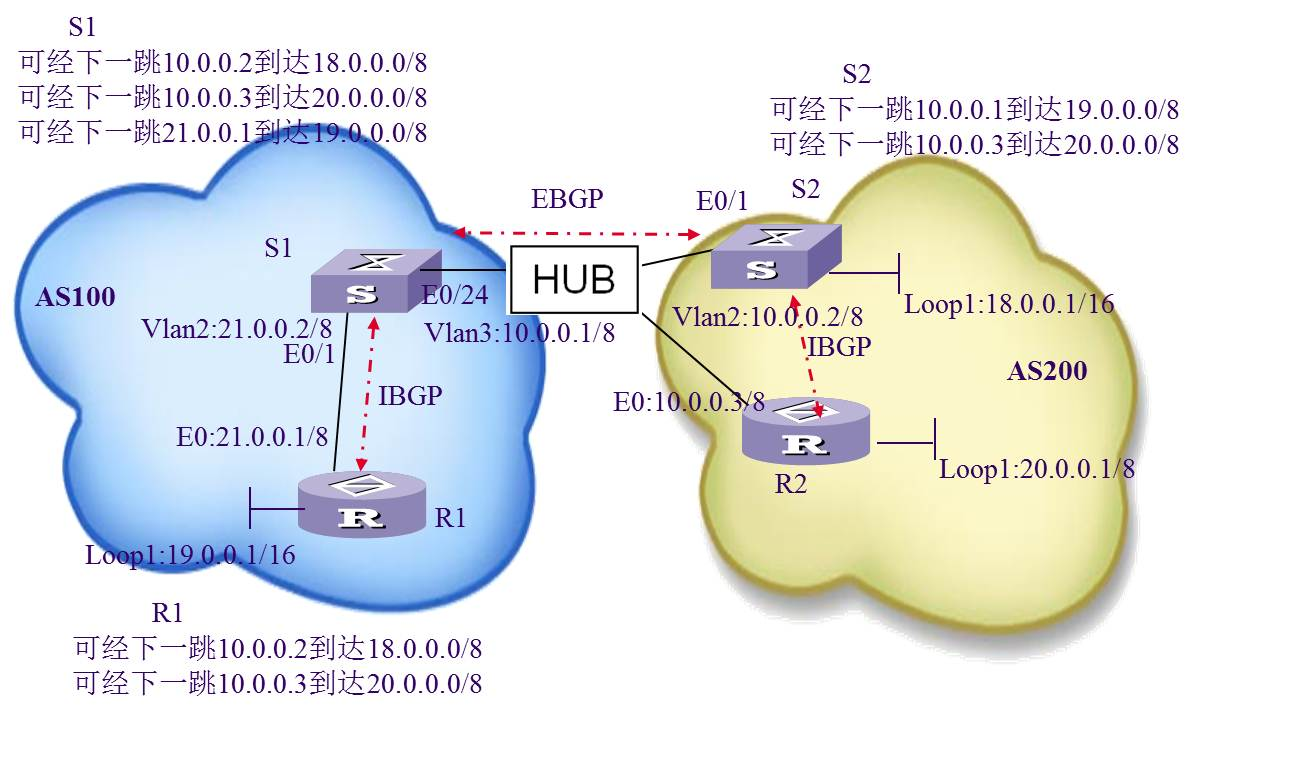 S1
可经下一跳10.0.0.2到达18.0.0.0/8
可经下一跳10.0.0.3到达20.0.0.0/8
可经下一跳21.0.0.1到达19.0.0.0/8
S2
可经下一跳10.0.0.1到达19.0.0.0/8
可经下一跳10.0.0.3到达20.0.0.0/8
EBGP
E0/1
S2
S1
HUB
S
S
AS100
E0/24
Loop1:18.0.0.1/16
Vlan2:21.0.0.2/8
Vlan3:10.0.0.1/8
Vlan2:10.0.0.2/8
E0/1
IBGP
AS200
IBGP
E0:10.0.0.3/8
E0:21.0.0.1/8
R
Loop1:20.0.0.1/8
R2
R
R1
Loop1:19.0.0.1/16
R1
可经下一跳10.0.0.2到达18.0.0.0/8
可经下一跳10.0.0.3到达20.0.0.0/8